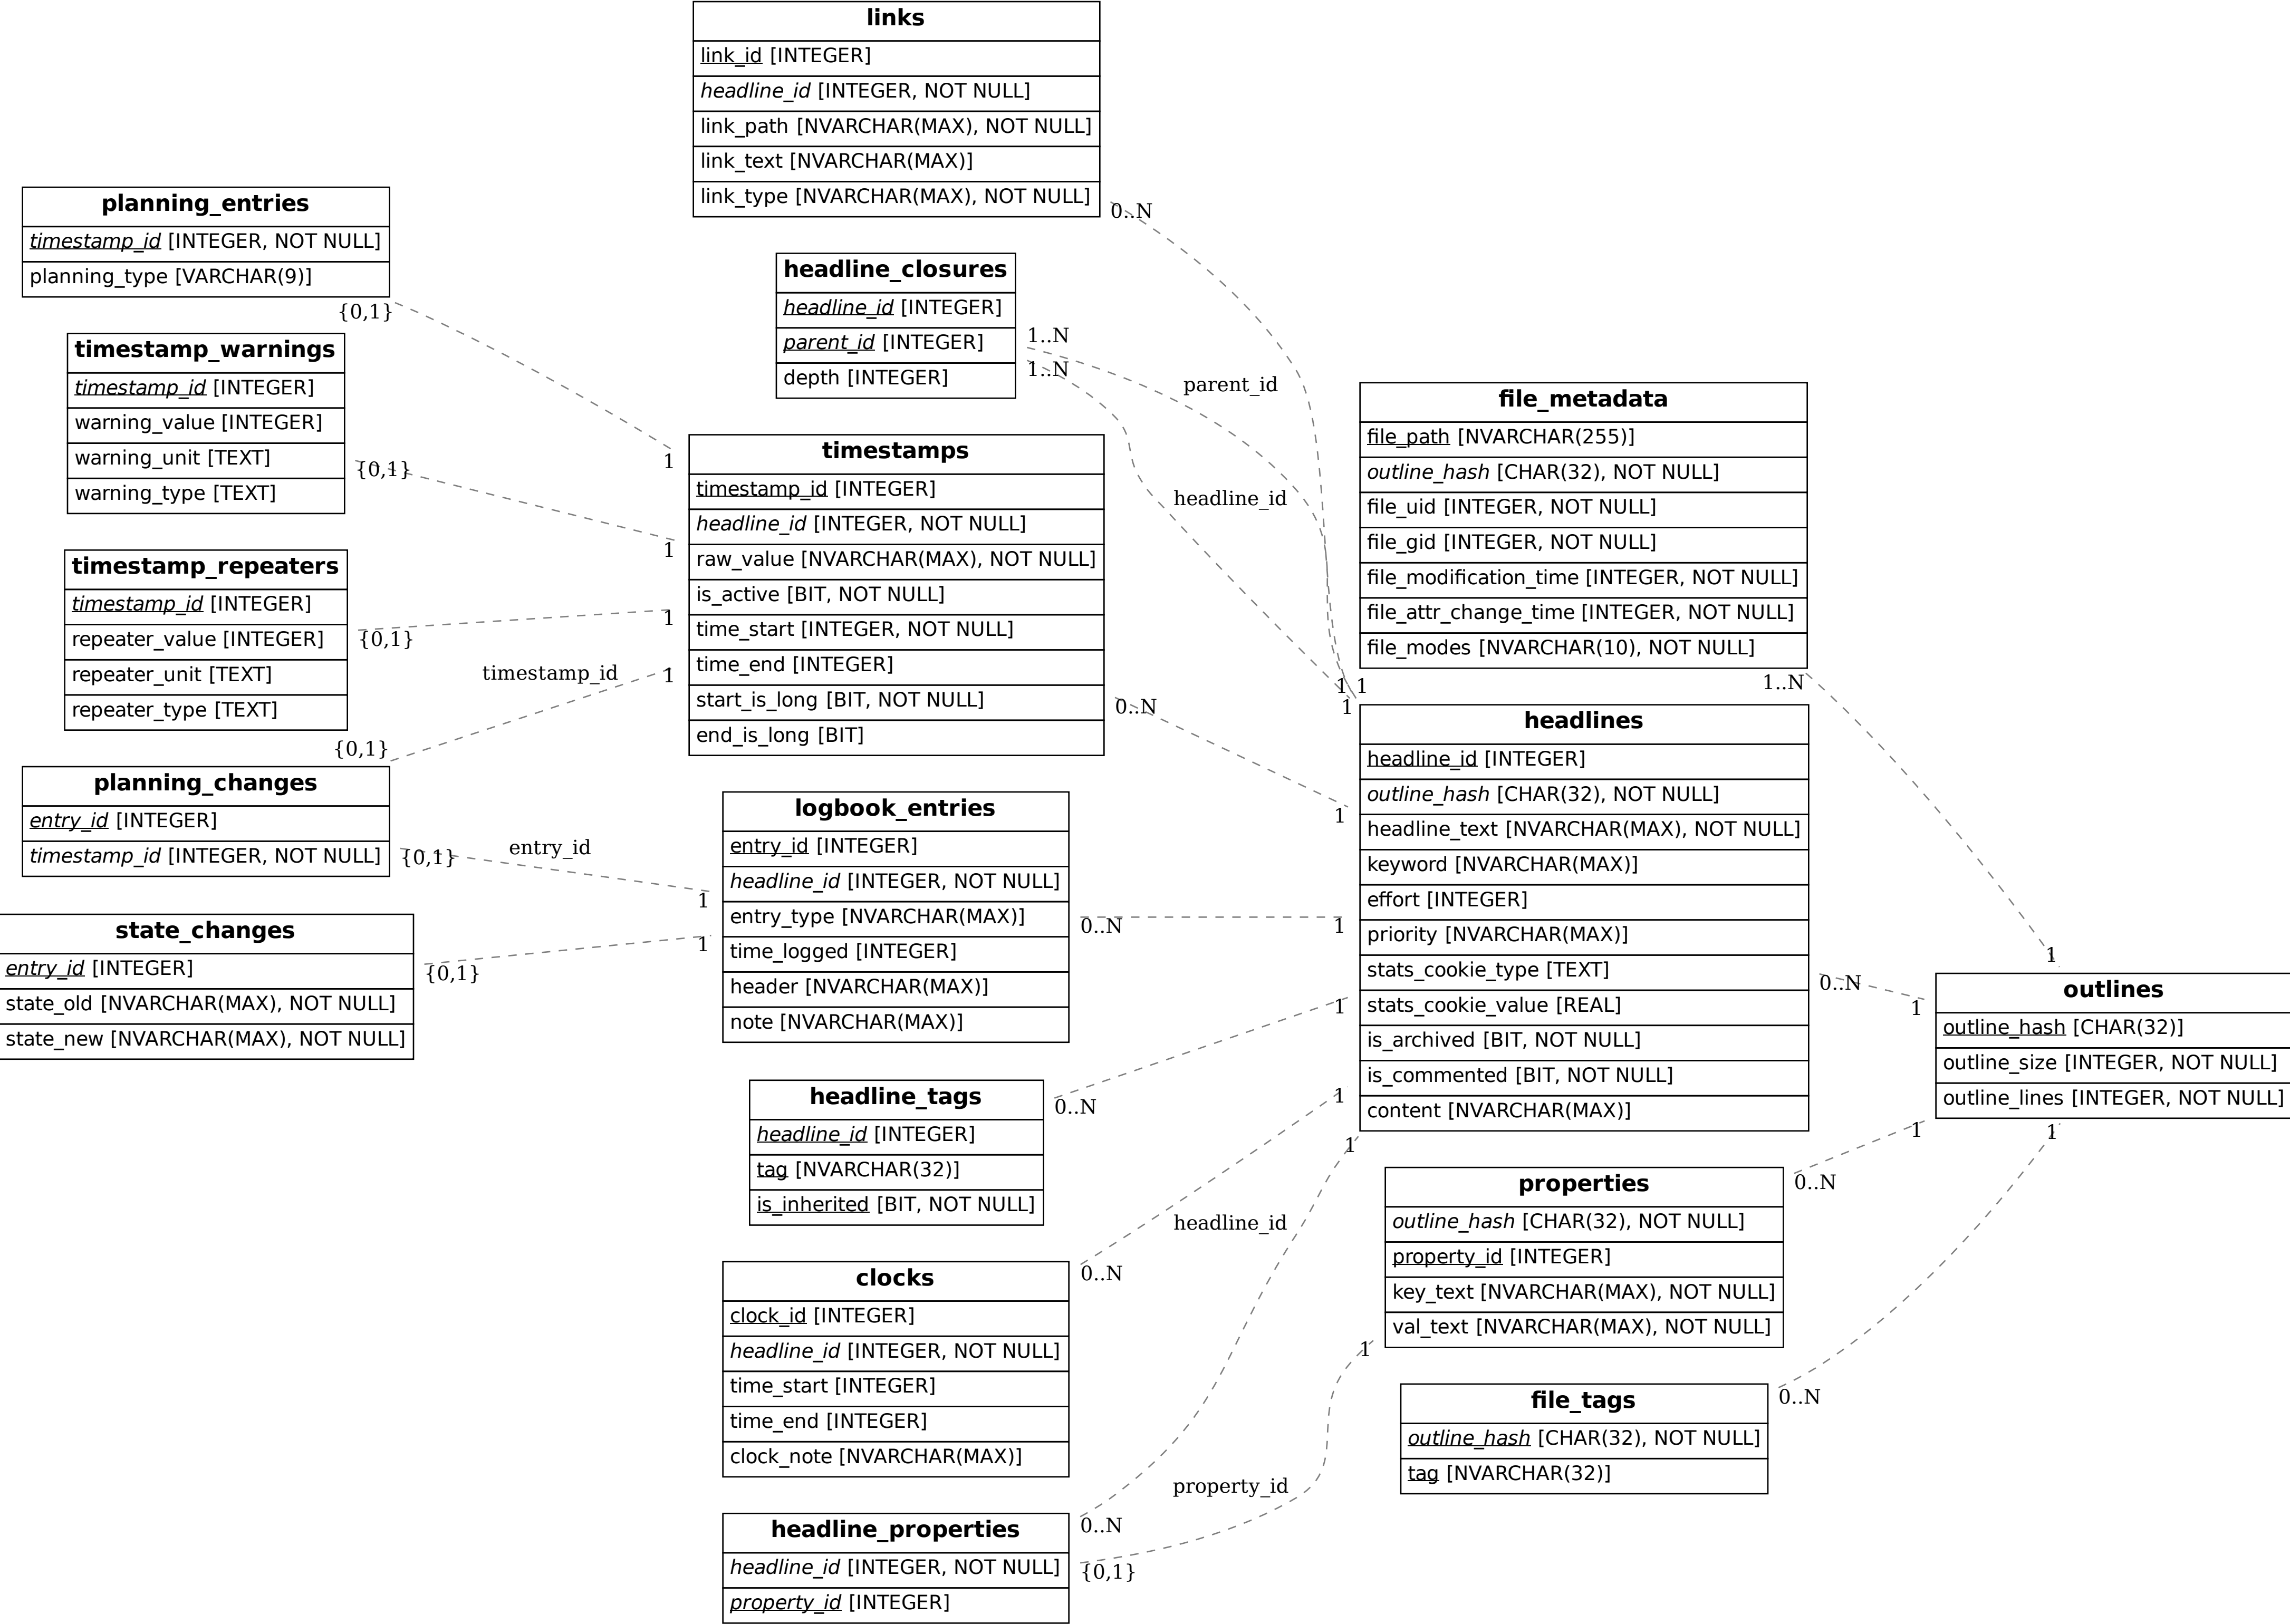 links
link_id [INTEGER]
headline_id [INTEGER, NOT NULL]
link_path [NVARCHAR(MAX), NOT NULL]
link_text [NVARCHAR(MAX)]
link_type [NVARCHAR(MAX), NOT NULL]
0..N
planning_entries
timestamp_id [INTEGER, NOT NULL]
planning_type [VARCHAR(9)]
{0,1}
1
headline_closures
headline_id [INTEGER]
parent_id [INTEGER]
depth [INTEGER]
1..N
1..N
parent_id
headline_id
timestamp_warnings
timestamp_id [INTEGER]
warning_value [INTEGER]
warning_unit [TEXT]
warning_type [TEXT]
{0,1}
1
timestamps
timestamp_id [INTEGER]
headline_id [INTEGER, NOT NULL]
raw_value [NVARCHAR(MAX), NOT NULL]
is_active [BIT, NOT NULL]
time_start [INTEGER, NOT NULL]
time_end [INTEGER]
start_is_long [BIT, NOT NULL]
end_is_long [BIT]
0..N
1
file_metadata
file_path [NVARCHAR(255)]
outline_hash [CHAR(32), NOT NULL]
file_uid [INTEGER, NOT NULL]
file_gid [INTEGER, NOT NULL]
file_modification_time [INTEGER, NOT NULL]
file_attr_change_time [INTEGER, NOT NULL]
file_modes [NVARCHAR(10), NOT NULL]
1..N
1
timestamp_repeaters
timestamp_id [INTEGER]
repeater_value [INTEGER]
repeater_unit [TEXT]
repeater_type [TEXT]
{0,1}
1
timestamp_id
1
{0,1}
planning_changes
entry_id [INTEGER]
timestamp_id [INTEGER, NOT NULL]
{0,1}
entry_id
1
1 1
1
headlines
headline_id [INTEGER]
outline_hash [CHAR(32), NOT NULL]
headline_text [NVARCHAR(MAX), NOT NULL]
keyword [NVARCHAR(MAX)]
effort [INTEGER]
priority [NVARCHAR(MAX)]
stats_cookie_type [TEXT]
stats_cookie_value [REAL]
is_archived [BIT, NOT NULL]
is_commented [BIT, NOT NULL]
content [NVARCHAR(MAX)]
0..N
1
logbook_entries
entry_id [INTEGER]
headline_id [INTEGER, NOT NULL]
entry_type [NVARCHAR(MAX)]
time_logged [INTEGER]
header [NVARCHAR(MAX)]
note [NVARCHAR(MAX)]
0..N
1
state_changes
entry_id [INTEGER]
state_old [NVARCHAR(MAX), NOT NULL]
state_new [NVARCHAR(MAX), NOT NULL]
{0,1}
1
outlines
outline_hash [CHAR(32)]
outline_size [INTEGER, NOT NULL]
outline_lines [INTEGER, NOT NULL]
1
1
headline_tags
headline_id [INTEGER]
tag [NVARCHAR(32)]
is_inherited [BIT, NOT NULL]
0..N
1
properties
outline_hash [CHAR(32), NOT NULL]
property_id [INTEGER]
key_text [NVARCHAR(MAX), NOT NULL]
val_text [NVARCHAR(MAX), NOT NULL]
0..N
1
clocks
clock_id [INTEGER]
headline_id [INTEGER, NOT NULL]
time_start [INTEGER]
time_end [INTEGER]
clock_note [NVARCHAR(MAX)]
0..N
1
headline_id
1
file_tags
outline_hash [CHAR(32), NOT NULL]
tag [NVARCHAR(32)]
0..N
property_id
headline_properties
headline_id [INTEGER, NOT NULL]
property_id [INTEGER]
0..N
{0,1}